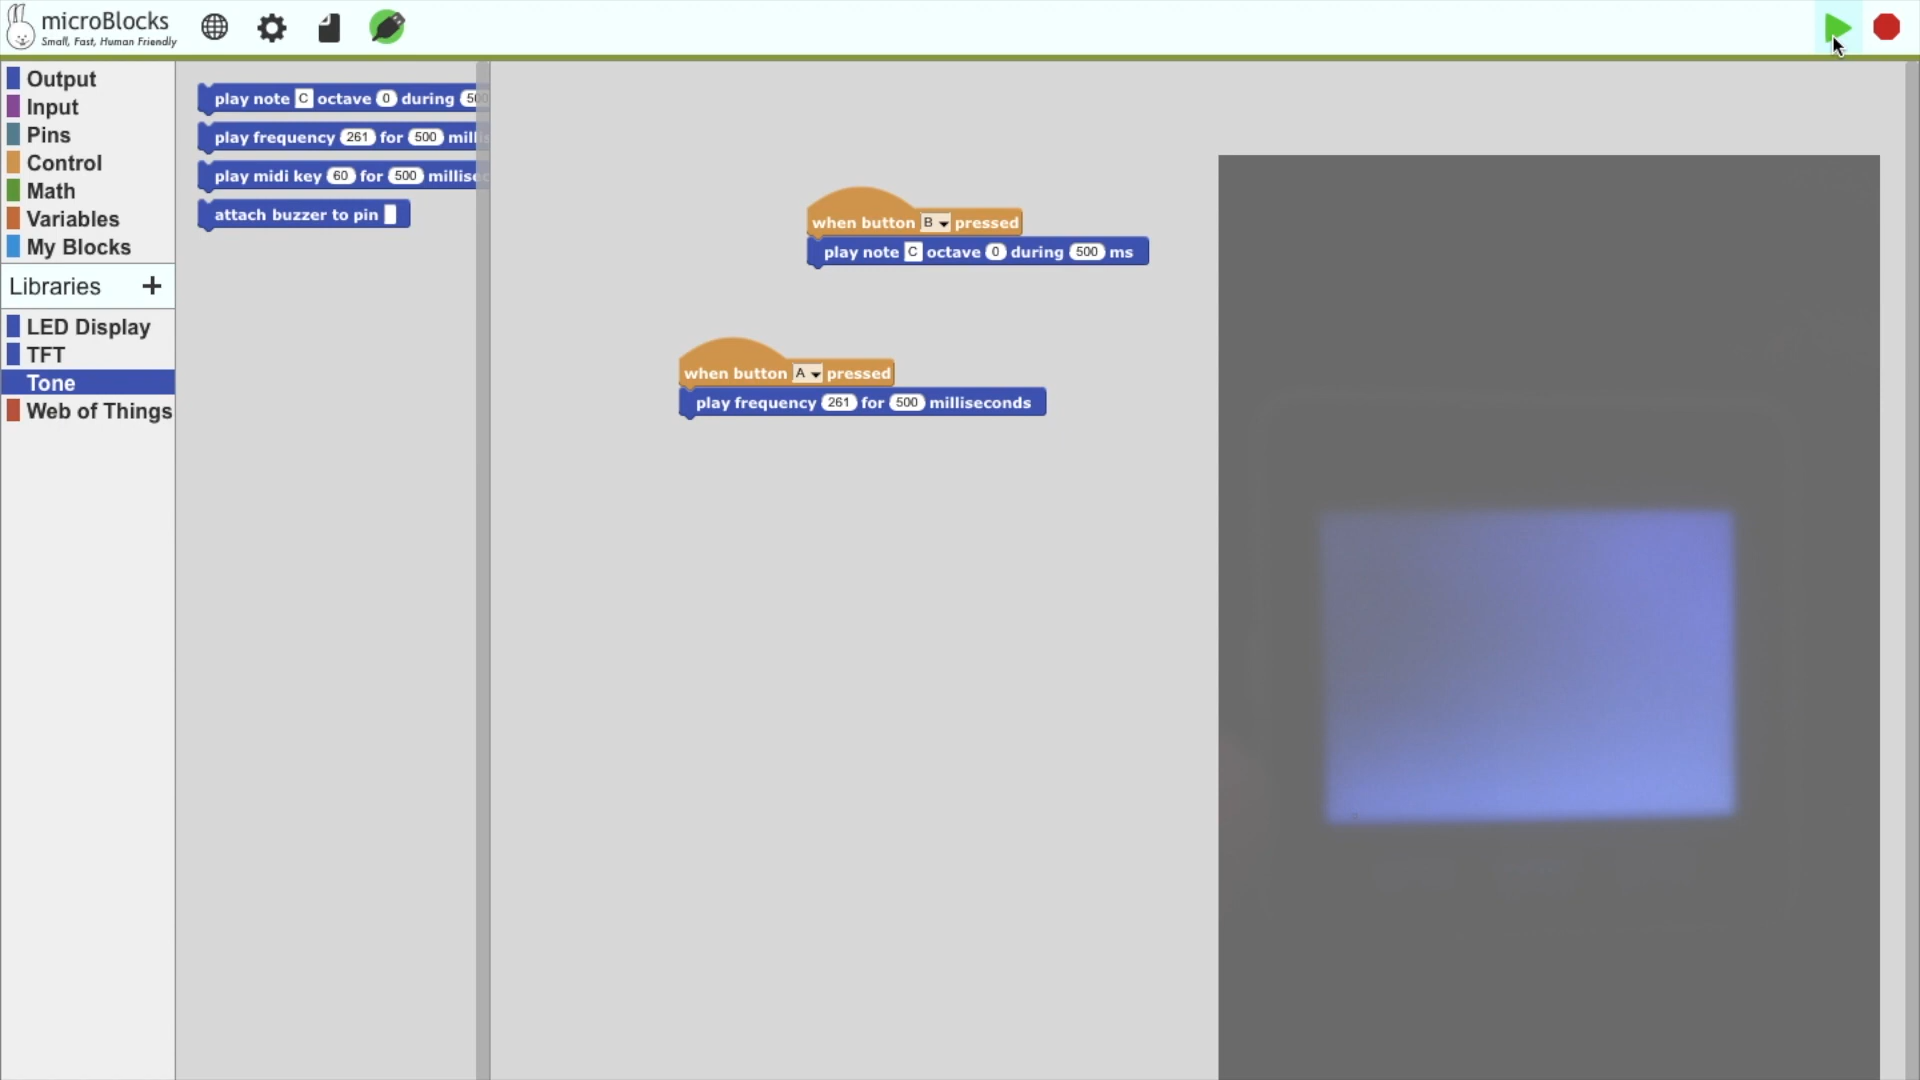 microBlocks
Small, Fast, Human Friendly
Output
Input
Pins
Control
Math
Variables
My Blocks
Libraries +
LED Display
TFT
Tone
Web of Things
play note C octave 0 during 500
play frequency 261 for 500 millis
play midi key 60 for 500 millisec
attach buzzer to pin
when button B pressed
play note C octave 0 during 500 ms
when button A pressed
play frequency 261 for 500 milliseconds